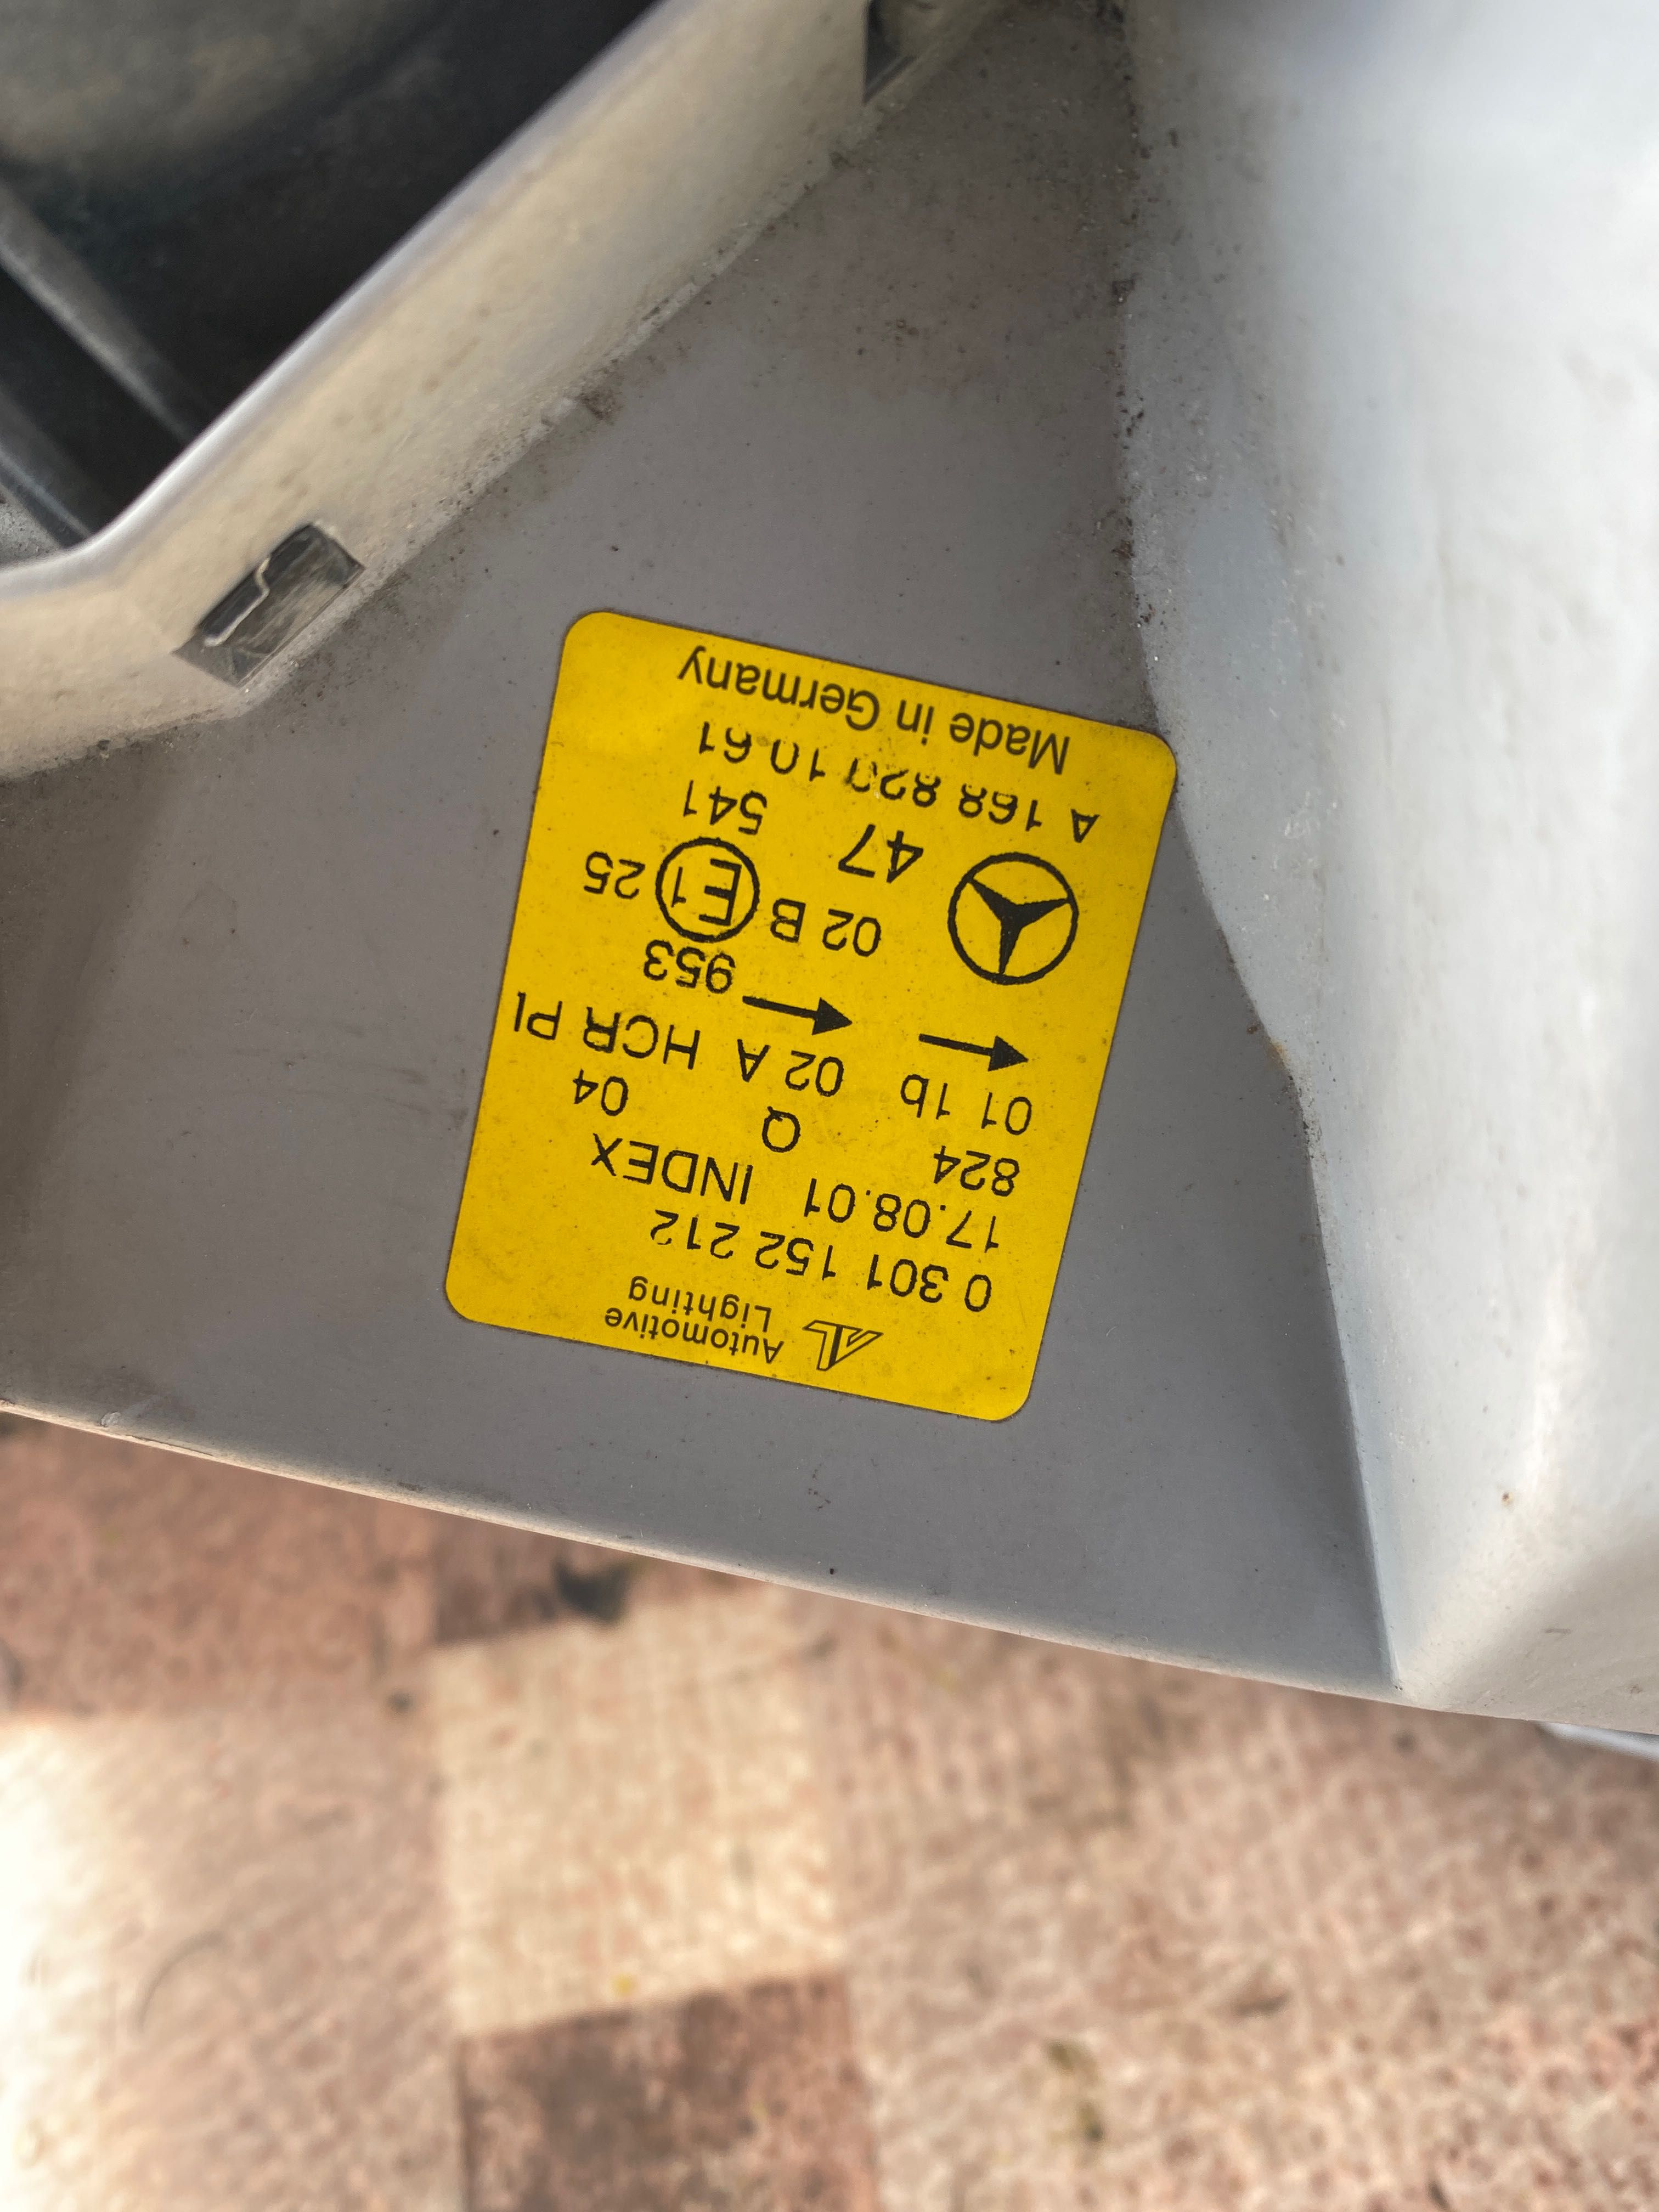 Automotive
Lighting
0 301 152 212
17.08.01 INDEX
824 Q 04
01 1b 02 A HCR PL
→ → 953
02 B E1 25
47 541
A 168 820 10 61
Made in Germany